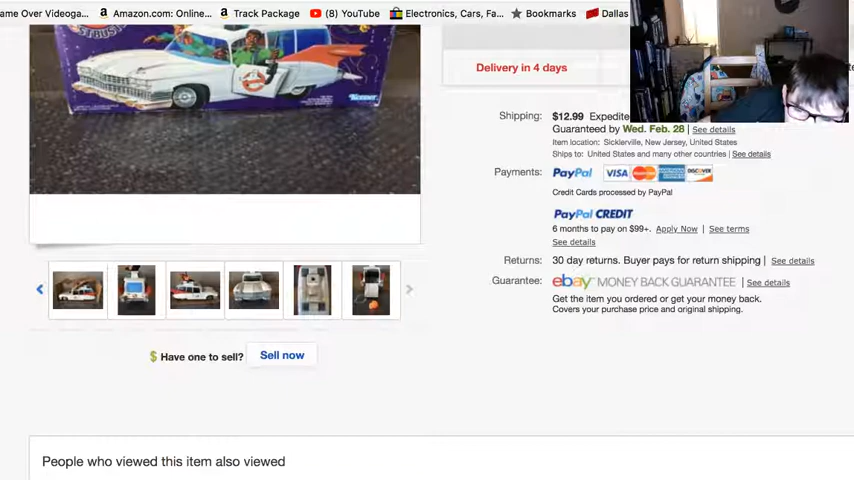 ame Over Videoga...
Amazon.com: Online...
Track Package
(8) YouTube
Electronics, Cars, Fa...
Bookmarks
Dallas
Kenner
Delivery in 4 days
Shipping: $12.99 Expedite
Guaranteed by Wed. Feb. 28 | See details
Item location: Sicklerville, New Jersey, United States
Ships to: United States and many other countries | See details
Payments: PayPal VISA MasterCard AMERICAN EXPRESS DISCOVER
Credit Cards processed by PayPal
PayPal CREDIT
6 months to pay on $99+. Apply Now | See terms
See details
Returns: 30 day returns. Buyer pays for return shipping | See details
Guarantee: ebay MONEY BACK GUARANTEE | See details
Get the item you ordered or get your money back.
Covers your purchase price and original shipping.
Have one to sell? Sell now
People who viewed this item also viewed